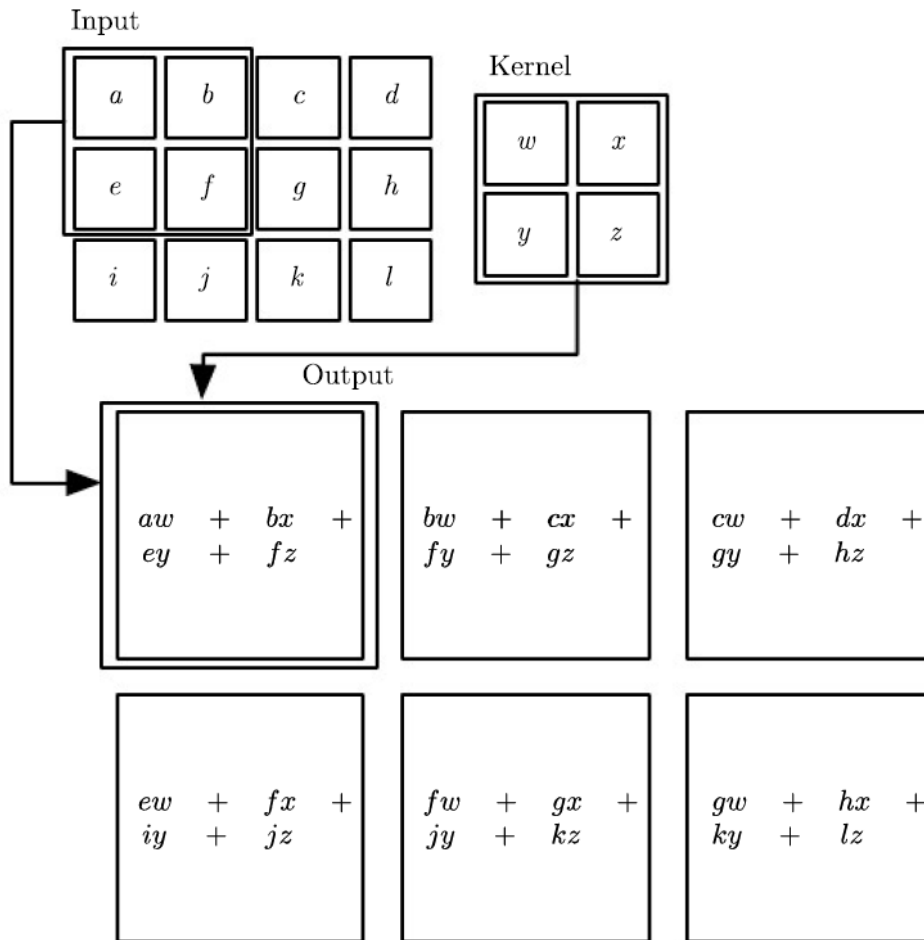 Input
a b c d
e f g h
i j k l
Kernel
w x
y z
Output
aw + bx +
ey + fz
bw + cx +
fy + gz
cw + dx +
gy + hz
ew + fx +
iy + jz
fw + gx +
jy + kz
gw + hx +
ky + lz